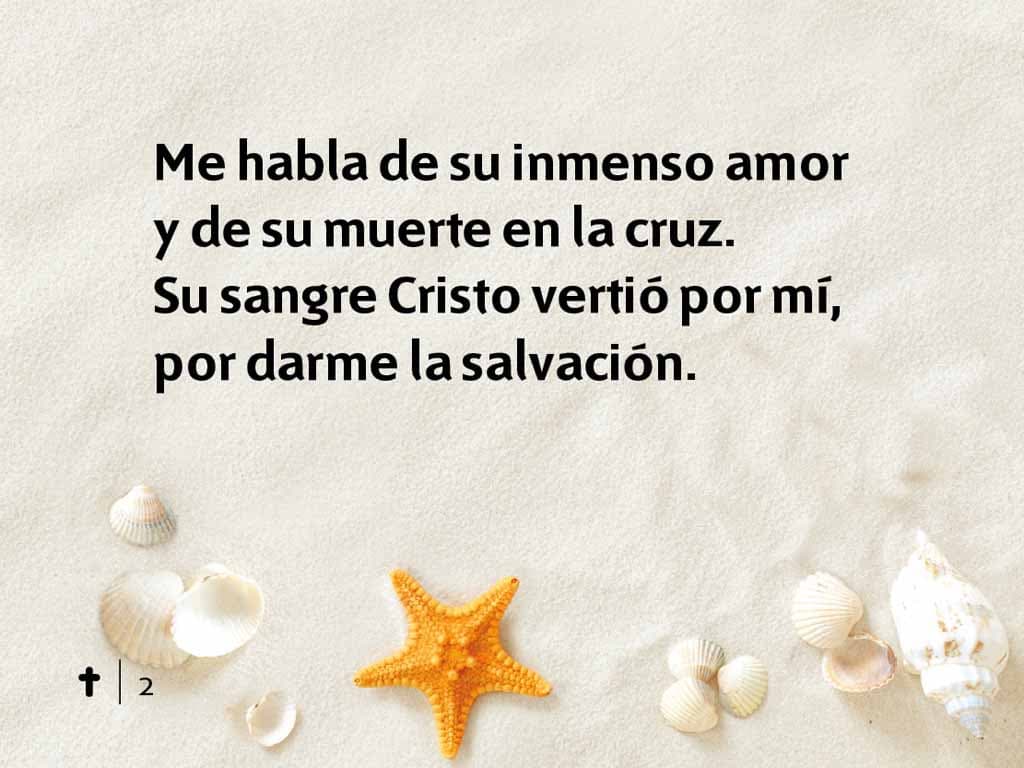 Me habla de su inmenso amor
y de su muerte en la cruz.
Su sangre Cristo vertió por mí,
por darme la salvación.
✝ | 2